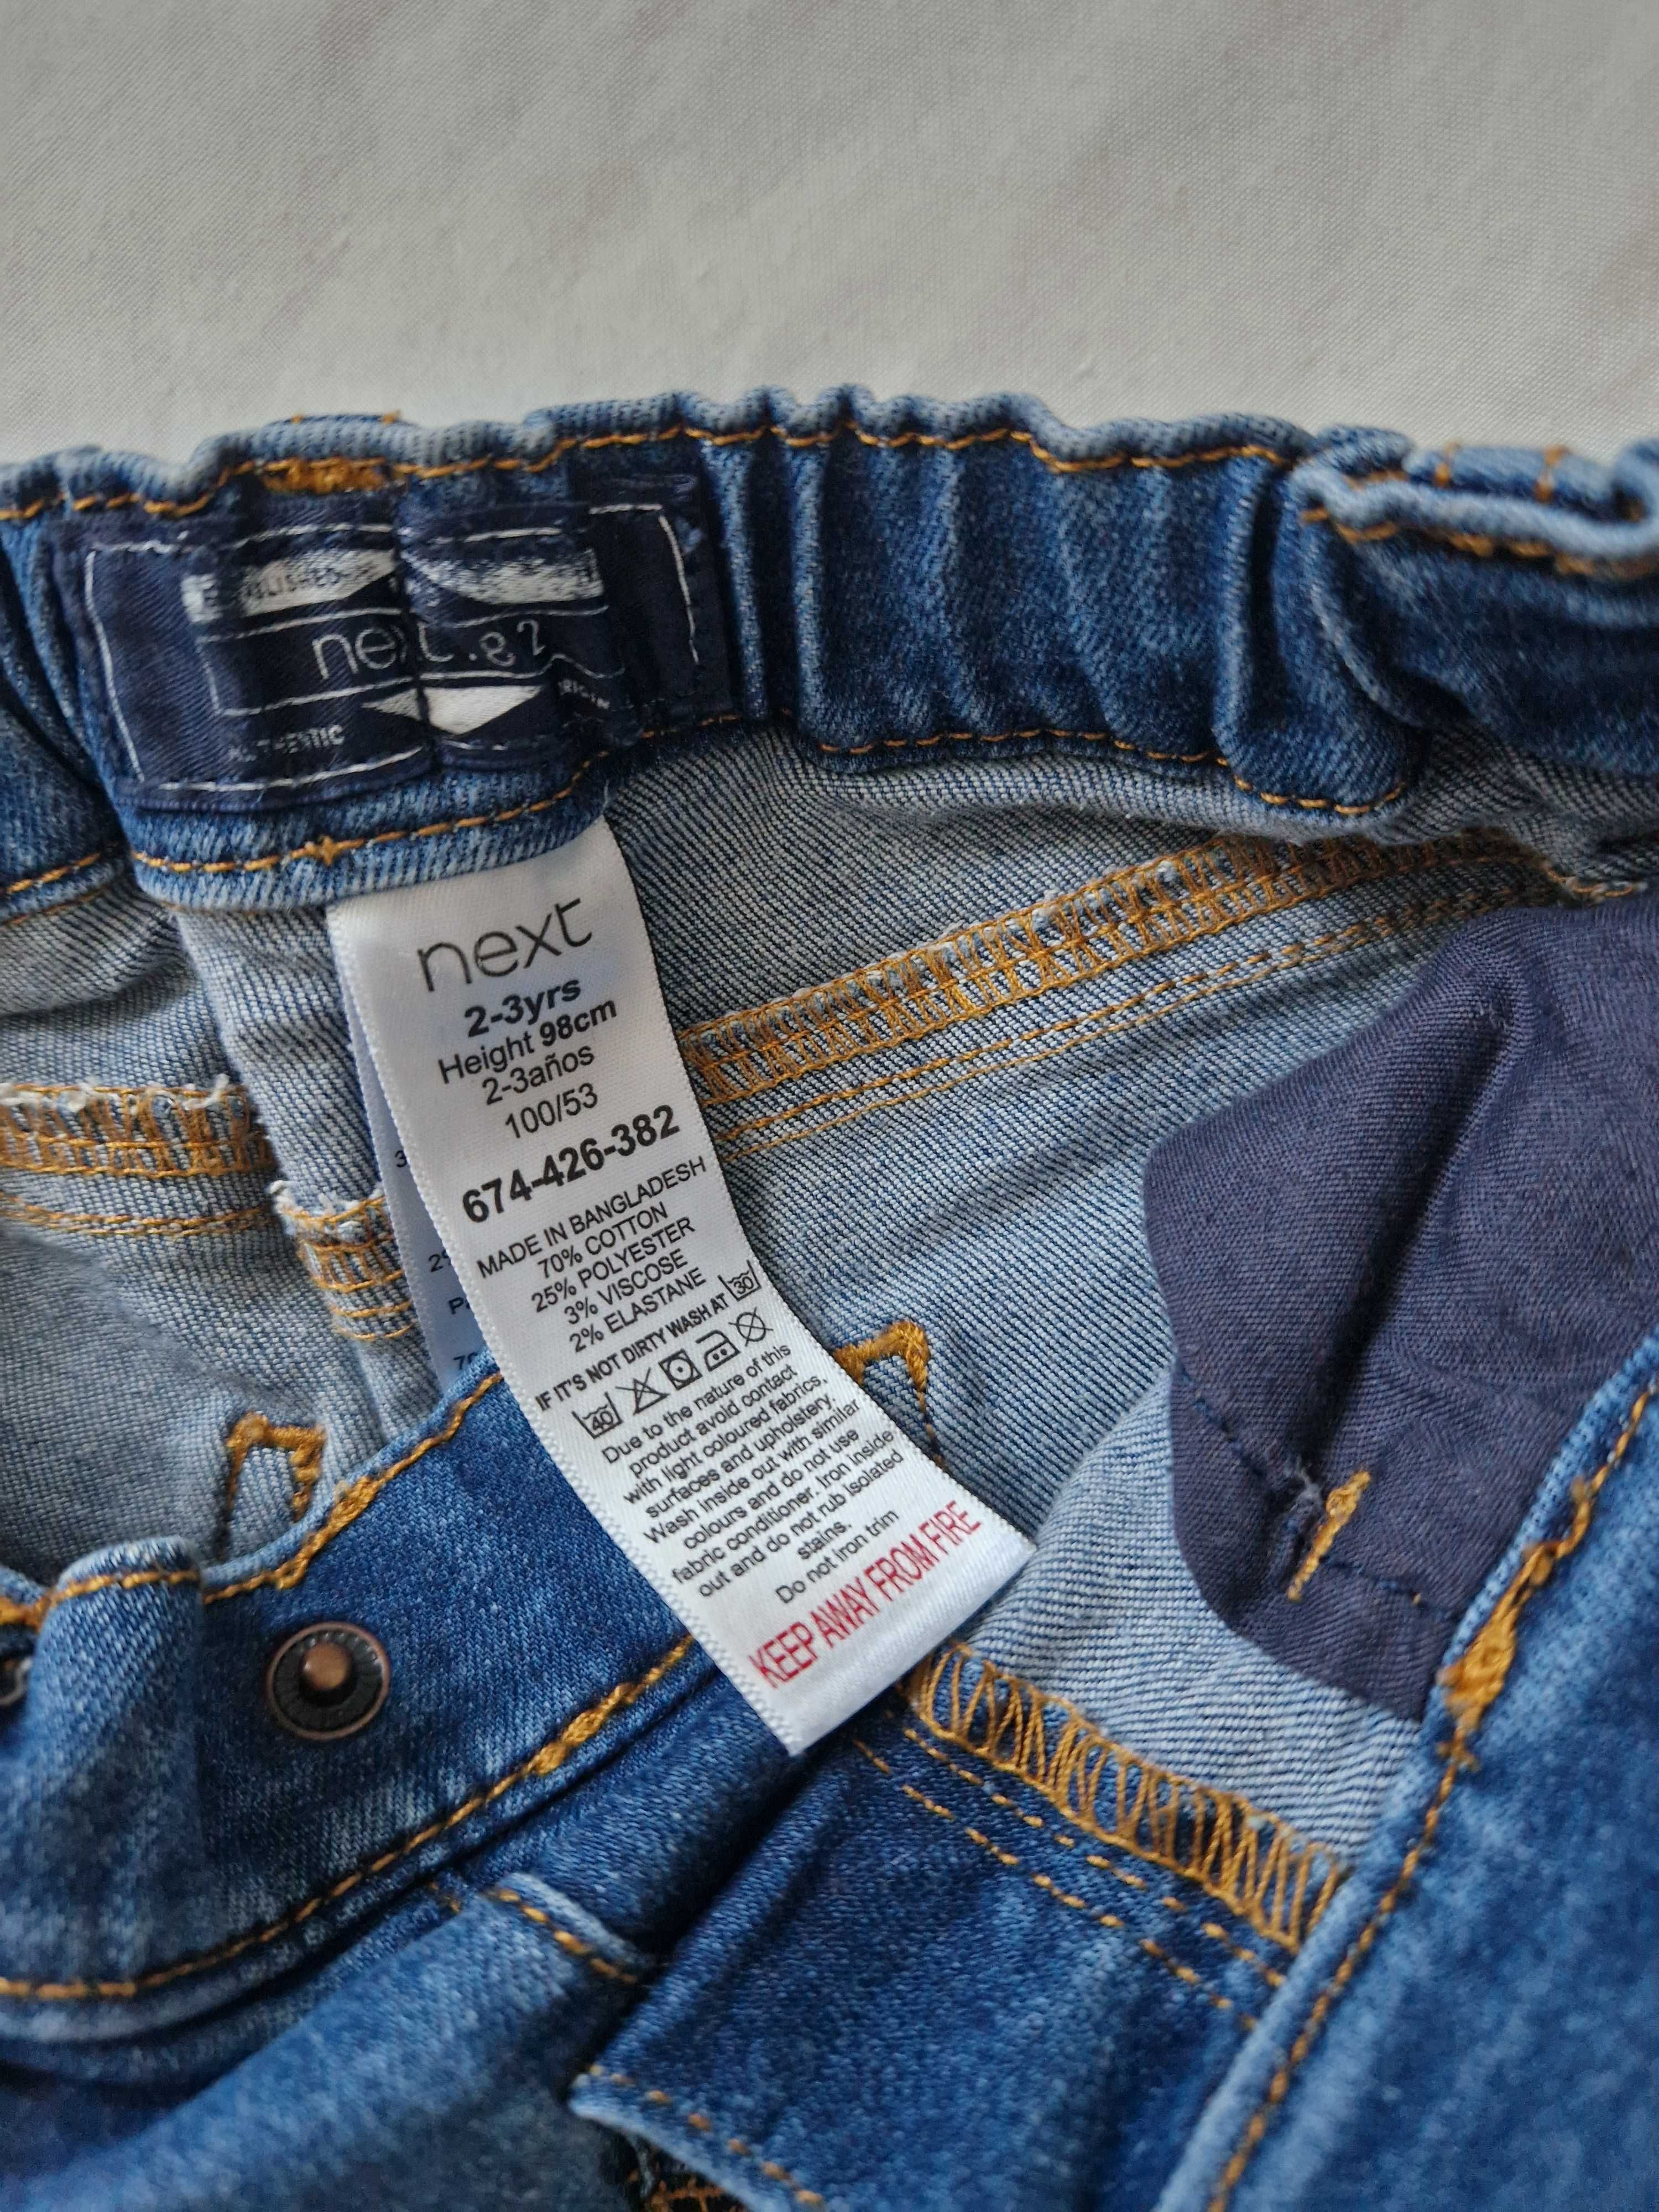 ESTABLISHED
next.82
AUTHENTIC
next
2-3yrs
Height 98cm
2-3años
100/53
674-426-382
MADE IN BANGLADESH
70% COTTON
25% POLYESTER
3% VISCOSE
2% ELASTANE
IF IT'S NOT DIRTY WASH AT 30
40
Due to the nature of this
product avoid contact
with light coloured fabrics,
surfaces and upholstery.
Wash inside out with similar
colours and do not use
fabric conditioner. Iron inside
out and do not rub isolated
stains.
Do not iron trim
KEEP AWAY FROM FIRE